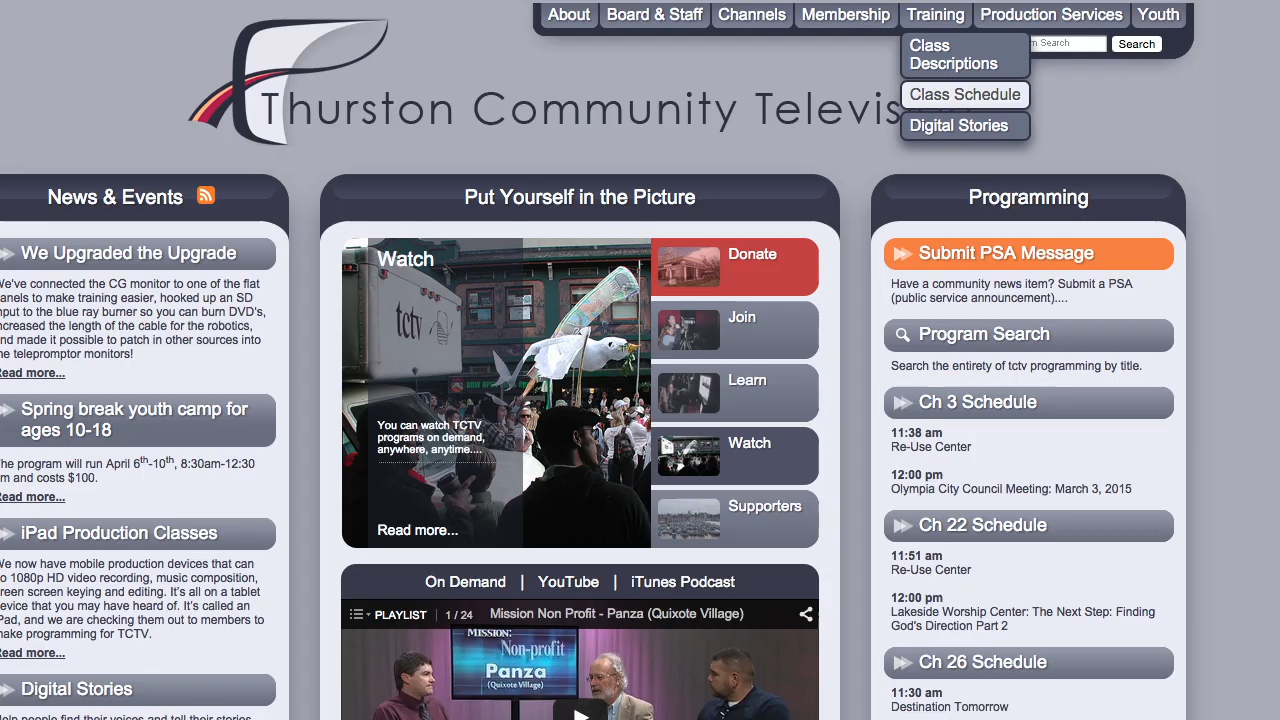 About
Board & Staff
Channels
Membership
Training
Production Services
Youth
Search
Search
Class
Descriptions
Class Schedule
Digital Stories
Thurston Community Televis
News & Events
We Upgraded the Upgrade
We've connected the CG monitor to one of the flat
panels to make training easier, hooked up an SD
input to the blue ray burner so you can burn DVD's,
increased the length of the cable for the robotics,
and made it possible to patch in other sources into
the telepromptor monitors!
Read more...
Spring break youth camp for
ages 10-18
The program will run April 6th-10th, 8:30am-12:30
pm and costs $100.
Read more...
iPad Production Classes
We now have mobile production devices that can
do 1080p HD video recording, music composition,
green screen keying and editing. It's all on a tablet
device that you may have heard of. It's called an
iPad, and we are checking them out to members to
make programming for TCTV.
Read more...
Digital Stories
Help people find their voices and tell their stories
Put Yourself in the Picture
Watch
tctv
You can watch TCTV
programs on demand,
anywhere, anytime....
Read more...
Donate
Join
Learn
Watch
Supporters
On Demand | YouTube | iTunes Podcast
PLAYLIST 1 / 24 Mission Non Profit - Panza (Quixote Village)
MISSION:
Non-profit
Panza
(Quixote Village)
Programming
Submit PSA Message
Have a community news item? Submit a PSA
(public service announcement)....
Program Search
Search the entirety of tctv programming by title.
Ch 3 Schedule
11:38 am
Re-Use Center
12:00 pm
Olympia City Council Meeting: March 3, 2015
Ch 22 Schedule
11:51 am
Re-Use Center
12:00 pm
Lakeside Worship Center: The Next Step: Finding
God's Direction Part 2
Ch 26 Schedule
11:30 am
Destination Tomorrow